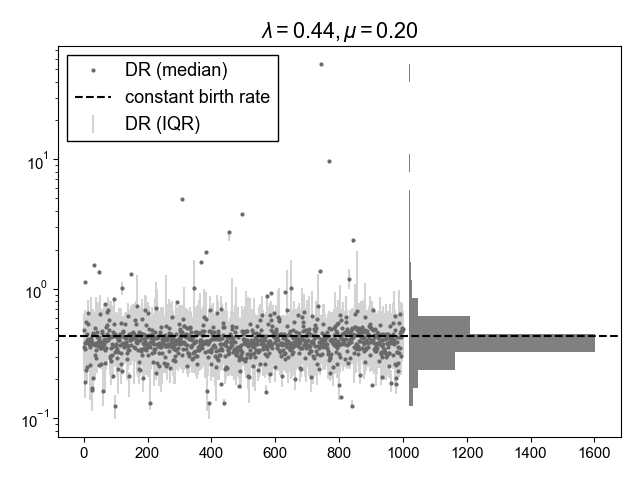 λ = 0.44, μ = 0.20
DR (median)
constant birth rate
DR (IQR)
10¹
10⁰
10⁻¹
0 200 400 600 800 1000 1200 1400 1600